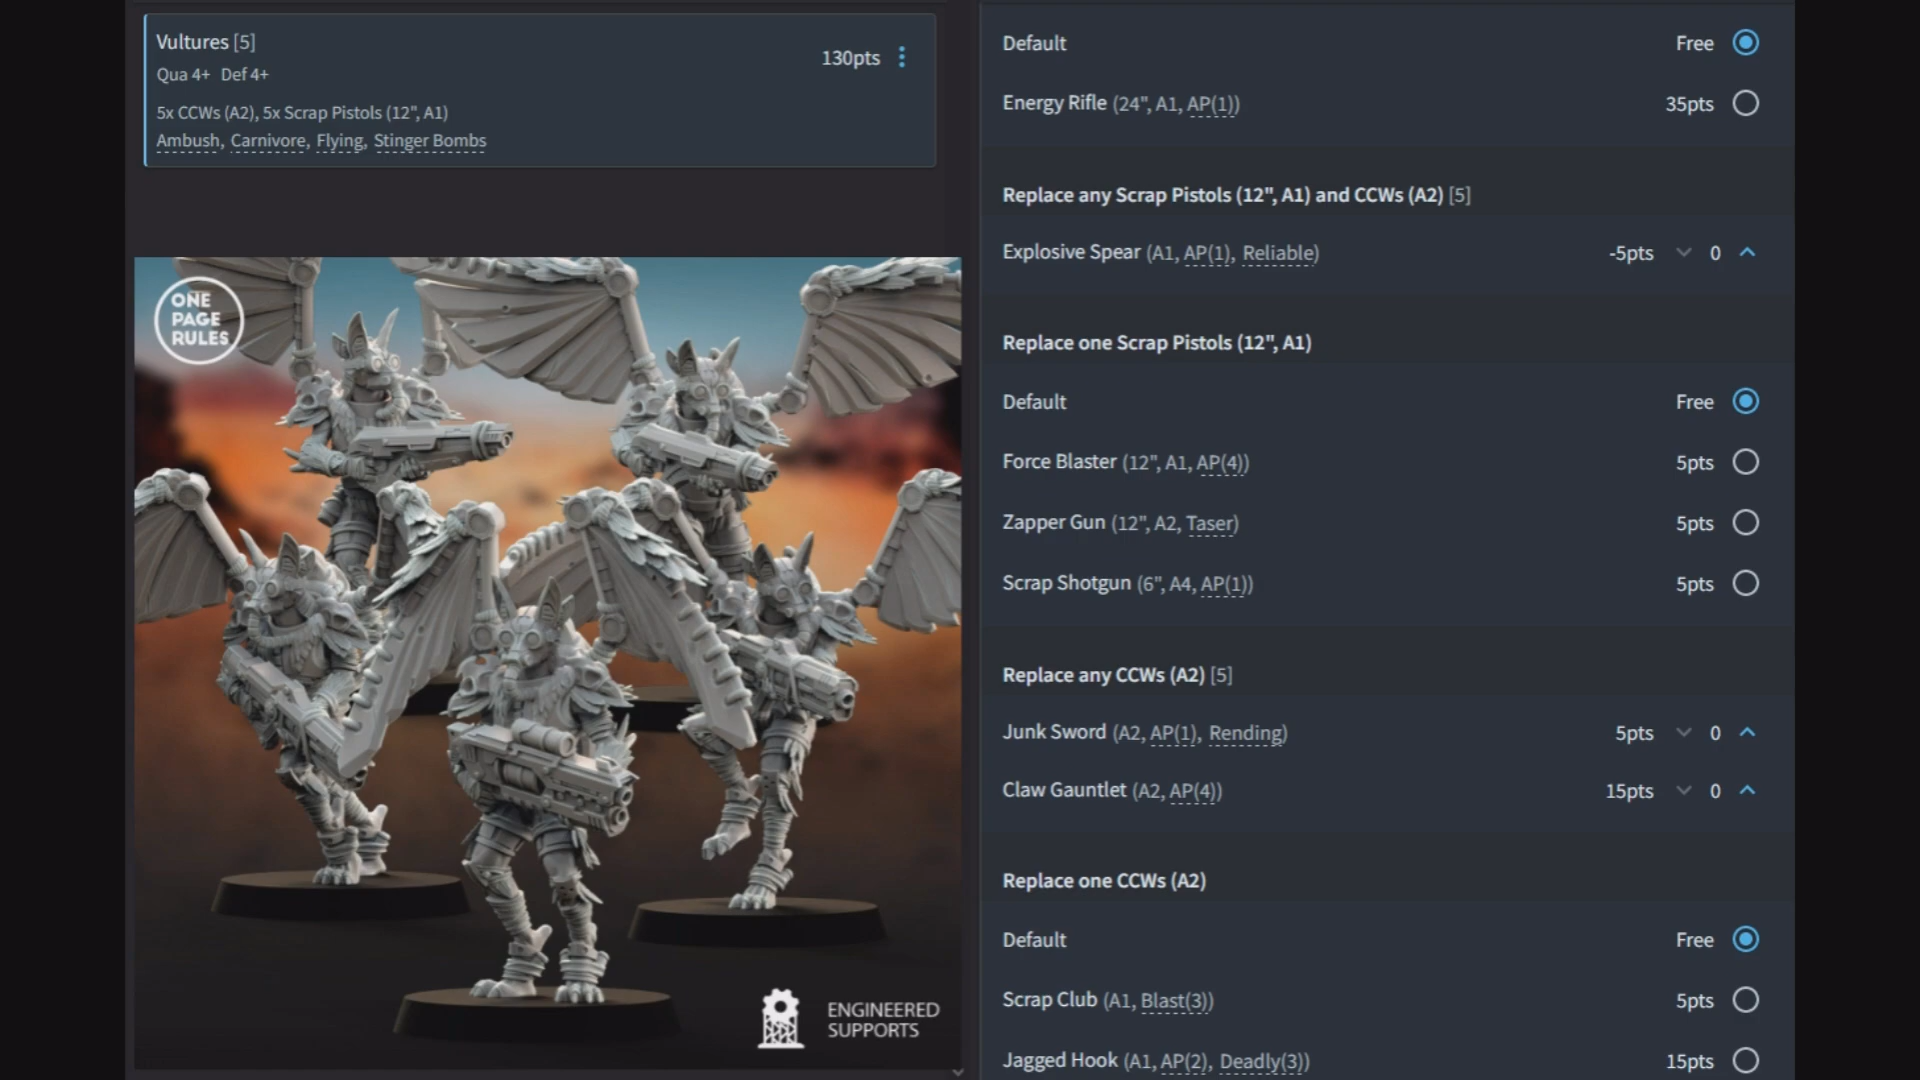 Vultures [5]
130pts
Qua 4+ Def 4+
5x CCWs (A2), 5x Scrap Pistols (12", A1)
Ambush, Carnivore, Flying, Stinger Bombs
ONE
PAGE
RULES
ENGINEERED
SUPPORTS
Default Free
Energy Rifle (24", A1, AP(1)) 35pts
Replace any Scrap Pistols (12", A1) and CCWs (A2) [5]
Explosive Spear (A1, AP(1), Reliable) -5pts 0
Replace one Scrap Pistols (12", A1)
Default Free
Force Blaster (12", A1, AP(4)) 5pts
Zapper Gun (12", A2, Taser) 5pts
Scrap Shotgun (6", A4, AP(1)) 5pts
Replace any CCWs (A2) [5]
Junk Sword (A2, AP(1), Rending) 5pts 0
Claw Gauntlet (A2, AP(4)) 15pts 0
Replace one CCWs (A2)
Default Free
Scrap Club (A1, Blast(3)) 5pts
Jagged Hook (A1, AP(2), Deadly(3)) 15pts